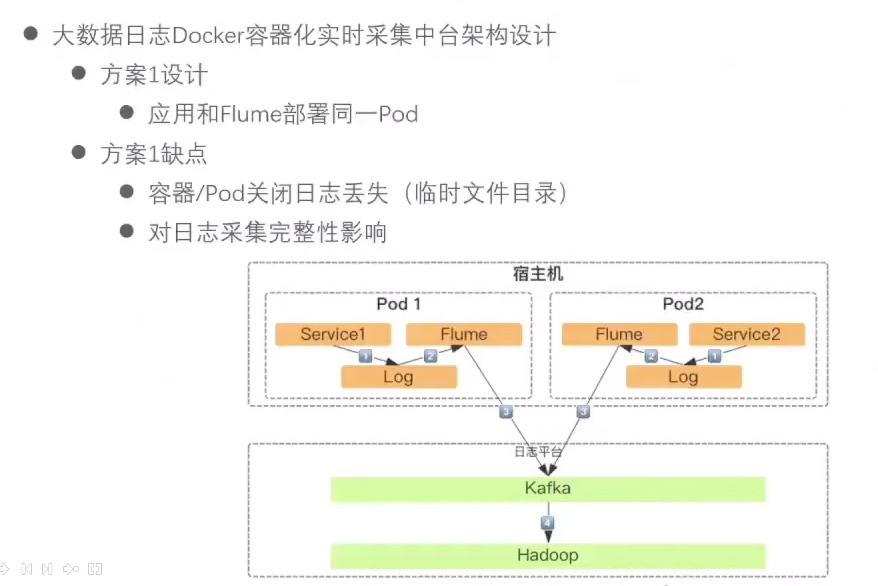 大数据日志Docker容器化实时采集中台架构设计
方案1设计
应用和Flume部署同一Pod
方案1缺点
容器/Pod关闭日志丢失（临时文件目录）
对日志采集完整性影响
宿主机
Pod 1
Pod2
Service1
Flume
Flume
Service2
1
2
2
1
Log
Log
3
3
日志平台
Kafka
4
Hadoop